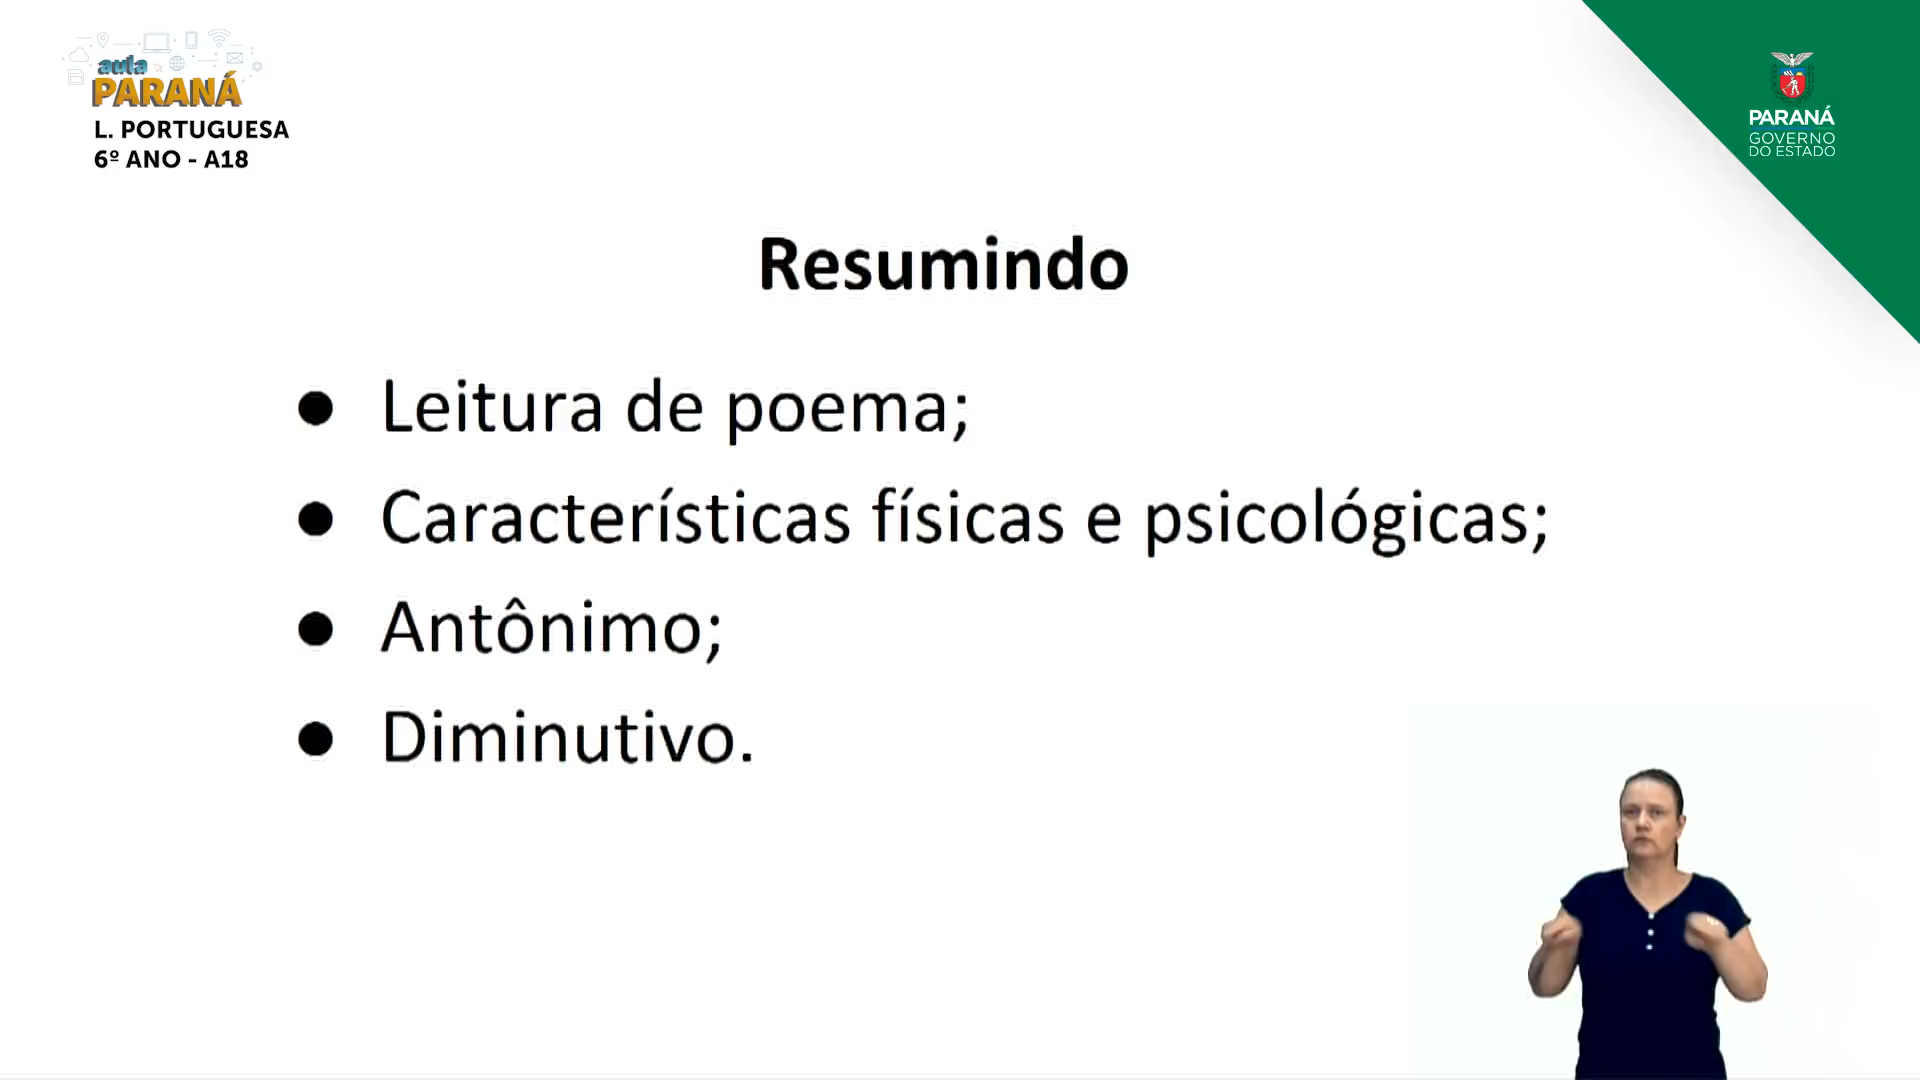 aula
PARANÁ
L. PORTUGUESA
6º ANO - A18
PARANÁ
GOVERNO
DO ESTADO
Resumindo
● Leitura de poema;
● Características físicas e psicológicas;
● Antônimo;
● Diminutivo.